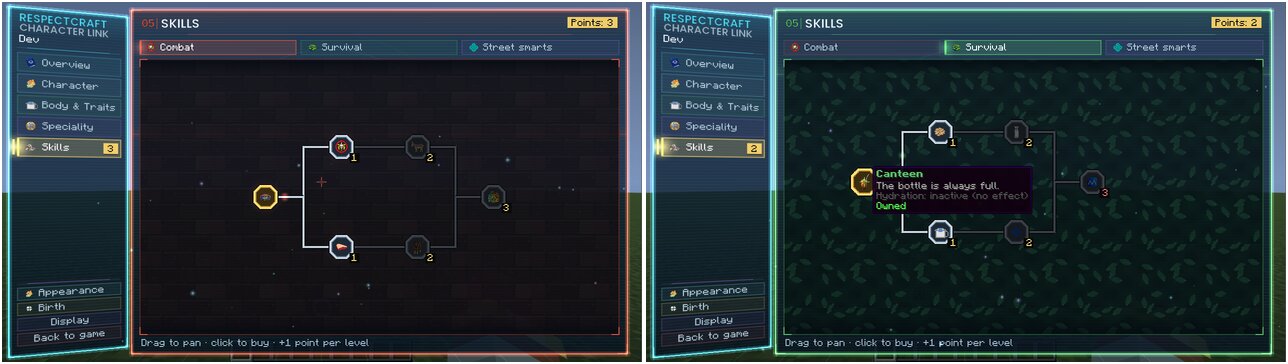 RESPECTCRAFT
CHARACTER LINK
Dev
Overview
Character
Body & Traits
Speciality
Skills 3
Appearance
Birth
Display
Back to game
05| SKILLS
Points: 3
Combat
Survival
Street smarts
1
2
3
1
2
Drag to pan · click to buy · +1 point per level
RESPECTCRAFT
CHARACTER LINK
Dev
Overview
Character
Body & Traits
Speciality
Skills 2
Appearance
Birth
Display
Back to game
05| SKILLS
Points: 2
Combat
Survival
Street smarts
1
2
Canteen
The bottle is always full.
Hydration: inactive (no effect)
Owned
3
1
2
Drag to pan · click to buy · +1 point per level